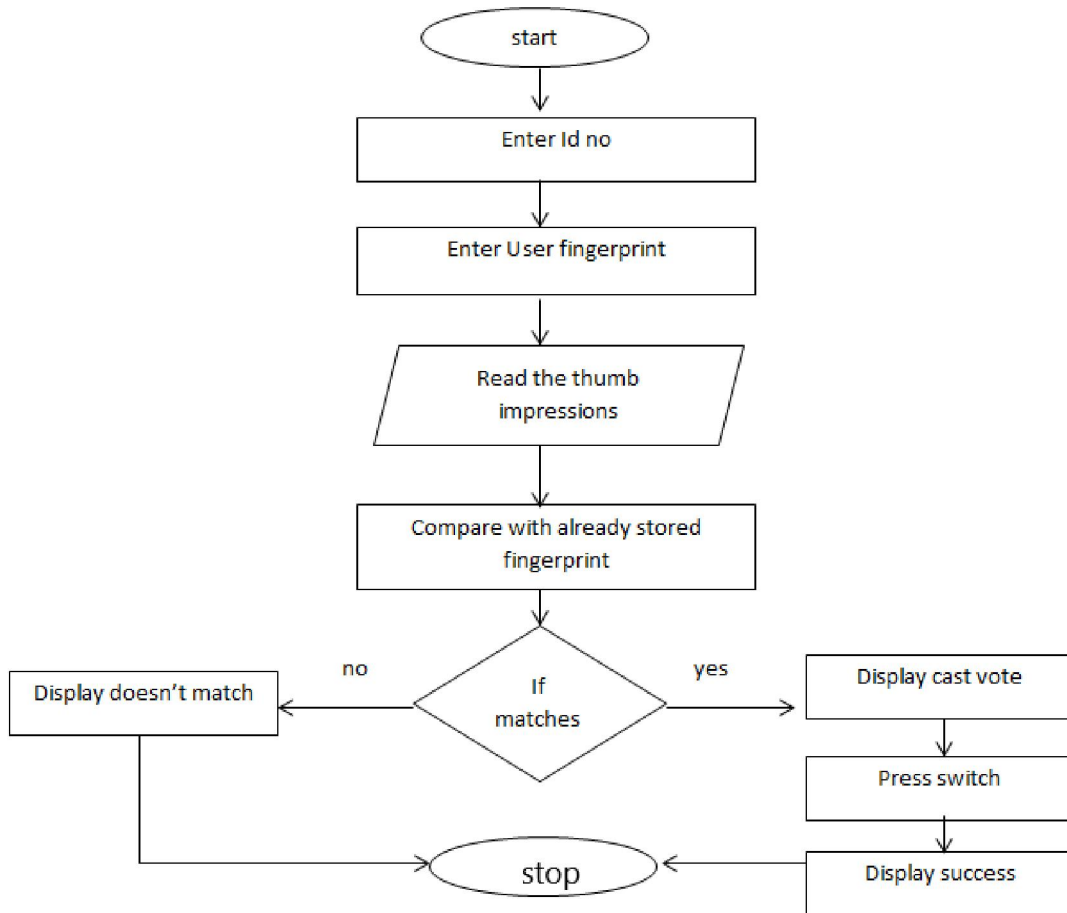 start
Enter Id no
Enter User fingerprint
Read the thumb
impressions
Compare with already stored
fingerprint
If
matches
no
Display doesn’t match
yes
Display cast vote
Press switch
Display success
stop